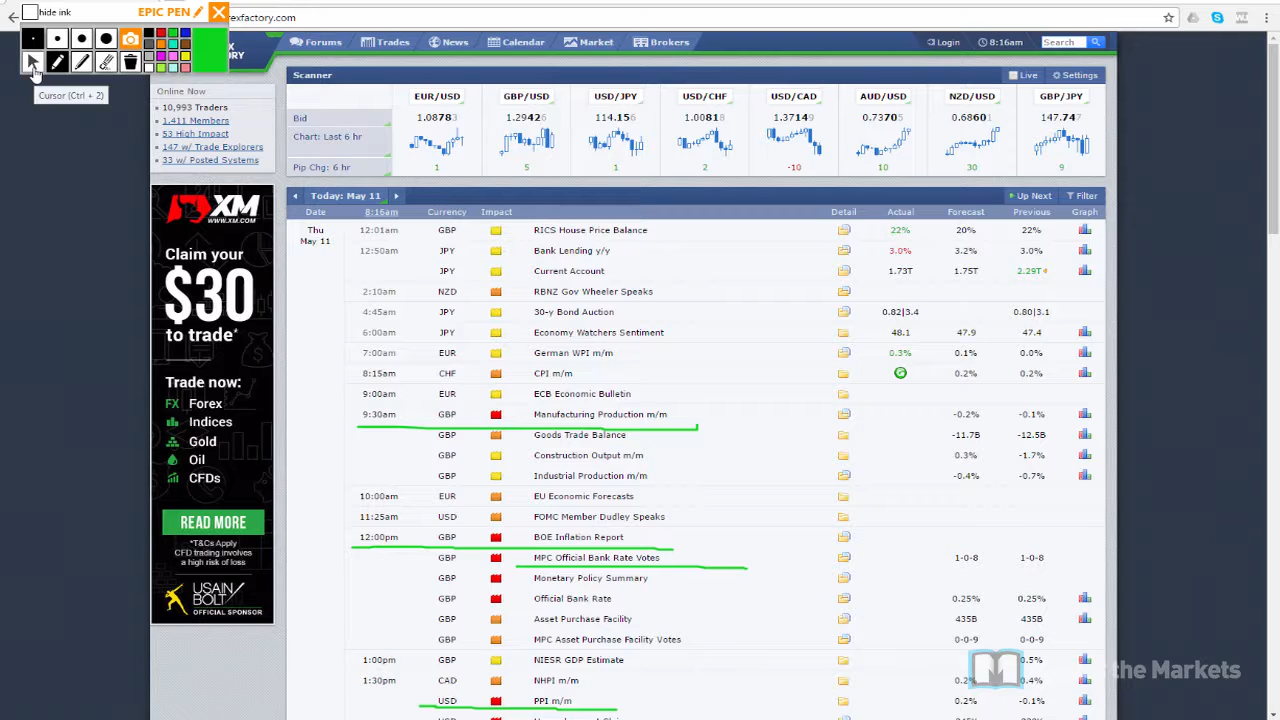 hide ink
EPIC PEN
exfactory.com
Cursor (Ctrl + 2)
Forums
Trades
News
Calendar
Market
Brokers
Login
8:16am
Search
Online Now
10,993 Traders
1,411 Members
53 High Impact
147 w/ Trade Explorers
33 w/ Posted Systems
Scanner
Live
Settings
EUR/USD GBP/USD USD/JPY USD/CHF USD/CAD AUD/USD NZD/USD GBP/JPY
Bid 1.08783 1.29426 114.156 1.00818 1.37149 0.73705 0.68601 147.747
Chart: Last 6 hr
Pip Chg: 6 hr 1 5 1 2 -10 10 30 9
XM
WWW.XM.COM
Claim your
$30
to trade*
Trade now:
FX Forex
Indices
Gold
Oil
CFDs
READ MORE
*T&Cs Apply
CFD trading involves
a high risk of loss
USAIN
BOLT
OFFICIAL SPONSOR
Today: May 11
Up Next
Filter
Date 8:16am Currency Impact Detail Actual Forecast Previous Graph
Thu
May 11
12:01am GBP RICS House Price Balance 22% 20% 22%
12:50am JPY Bank Lending y/y 3.0% 3.2% 3.0%
JPY Current Account 1.73T 1.75T 2.29T
2:10am NZD RBNZ Gov Wheeler Speaks
4:45am JPY 30-y Bond Auction 0.82|3.4 0.80|3.1
6:00am JPY Economy Watchers Sentiment 48.1 47.9 47.4
7:00am EUR German WPI m/m 0.3% 0.1% 0.0%
8:15am CHF CPI m/m 0.2% 0.2%
9:00am EUR ECB Economic Bulletin
9:30am GBP Manufacturing Production m/m -0.2% -0.1%
GBP Goods Trade Balance -11.7B -12.5B
GBP Construction Output m/m 0.3% -1.7%
GBP Industrial Production m/m -0.4% -0.7%
10:00am EUR EU Economic Forecasts
11:25am USD FOMC Member Dudley Speaks
12:00pm GBP BOE Inflation Report
GBP MPC Official Bank Rate Votes 1-0-8 1-0-8
GBP Monetary Policy Summary
GBP Official Bank Rate 0.25% 0.25%
GBP Asset Purchase Facility 435B 435B
GBP MPC Asset Purchase Facility Votes 0-0-9 0-0-9
1:00pm GBP NIESR GDP Estimate 0.5%
1:30pm CAD NHPI m/m 0.2% 0.4%
USD PPI m/m 0.2% -0.1%
the Markets